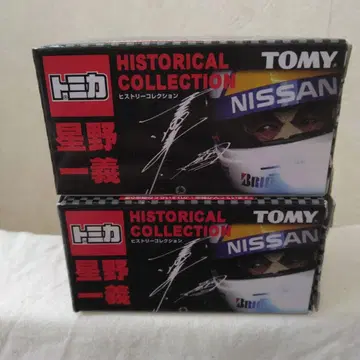 トミカ
HISTORICAL
COLLECTION
ヒストリーコレクション
TOMY
星野
一義
NISSAN
トミカ
HISTORICAL
COLLECTION
ヒストリーコレクション
TOMY
星野
一義
NISSAN